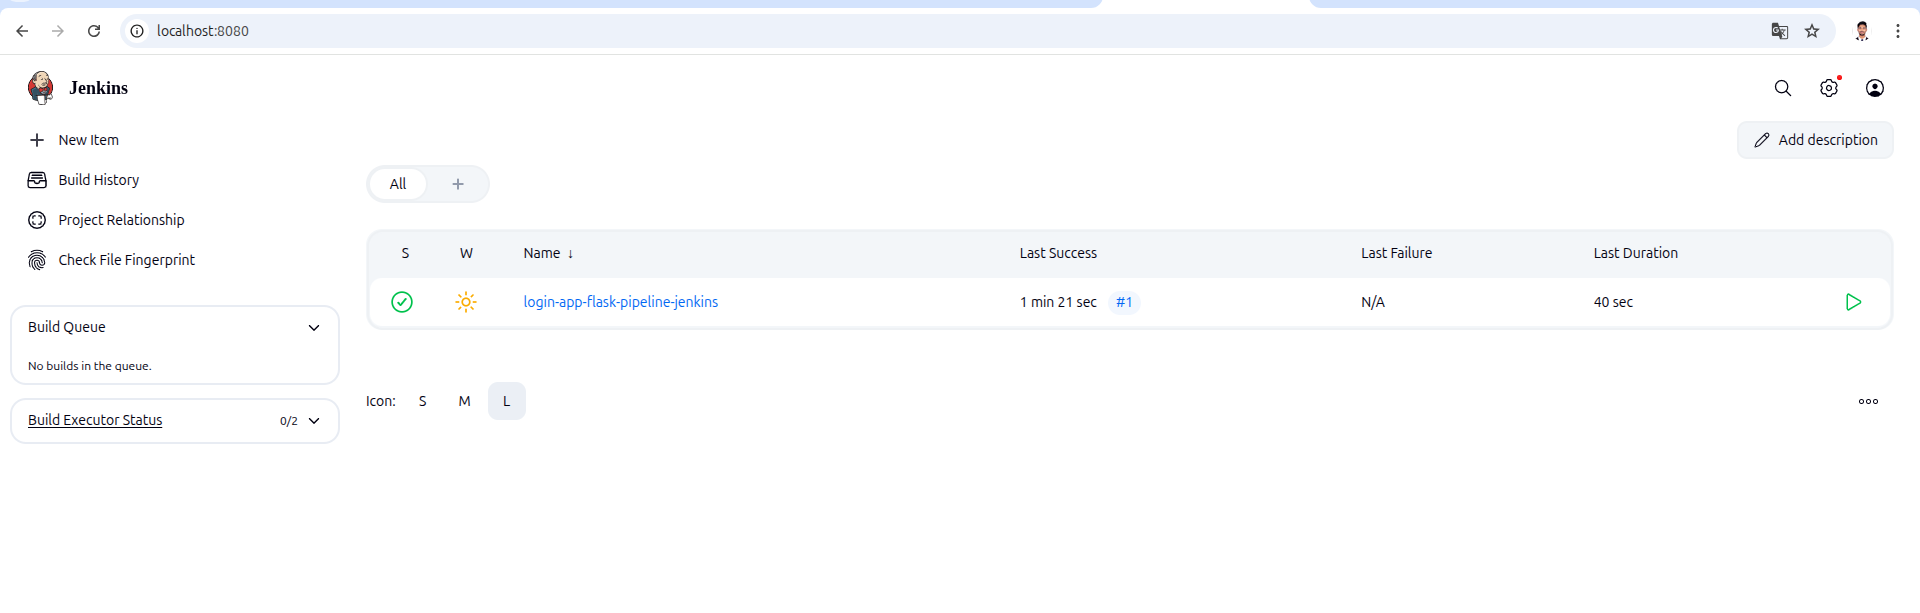 localhost:8080
Jenkins
New Item
Add description
Build History
All +
Project Relationship
Check File Fingerprint
S W Name ↓ Last Success Last Failure Last Duration
login-app-flask-pipeline-jenkins 1 min 21 sec #1 N/A 40 sec
Build Queue
No builds in the queue.
Build Executor Status 0/2
Icon: S M L